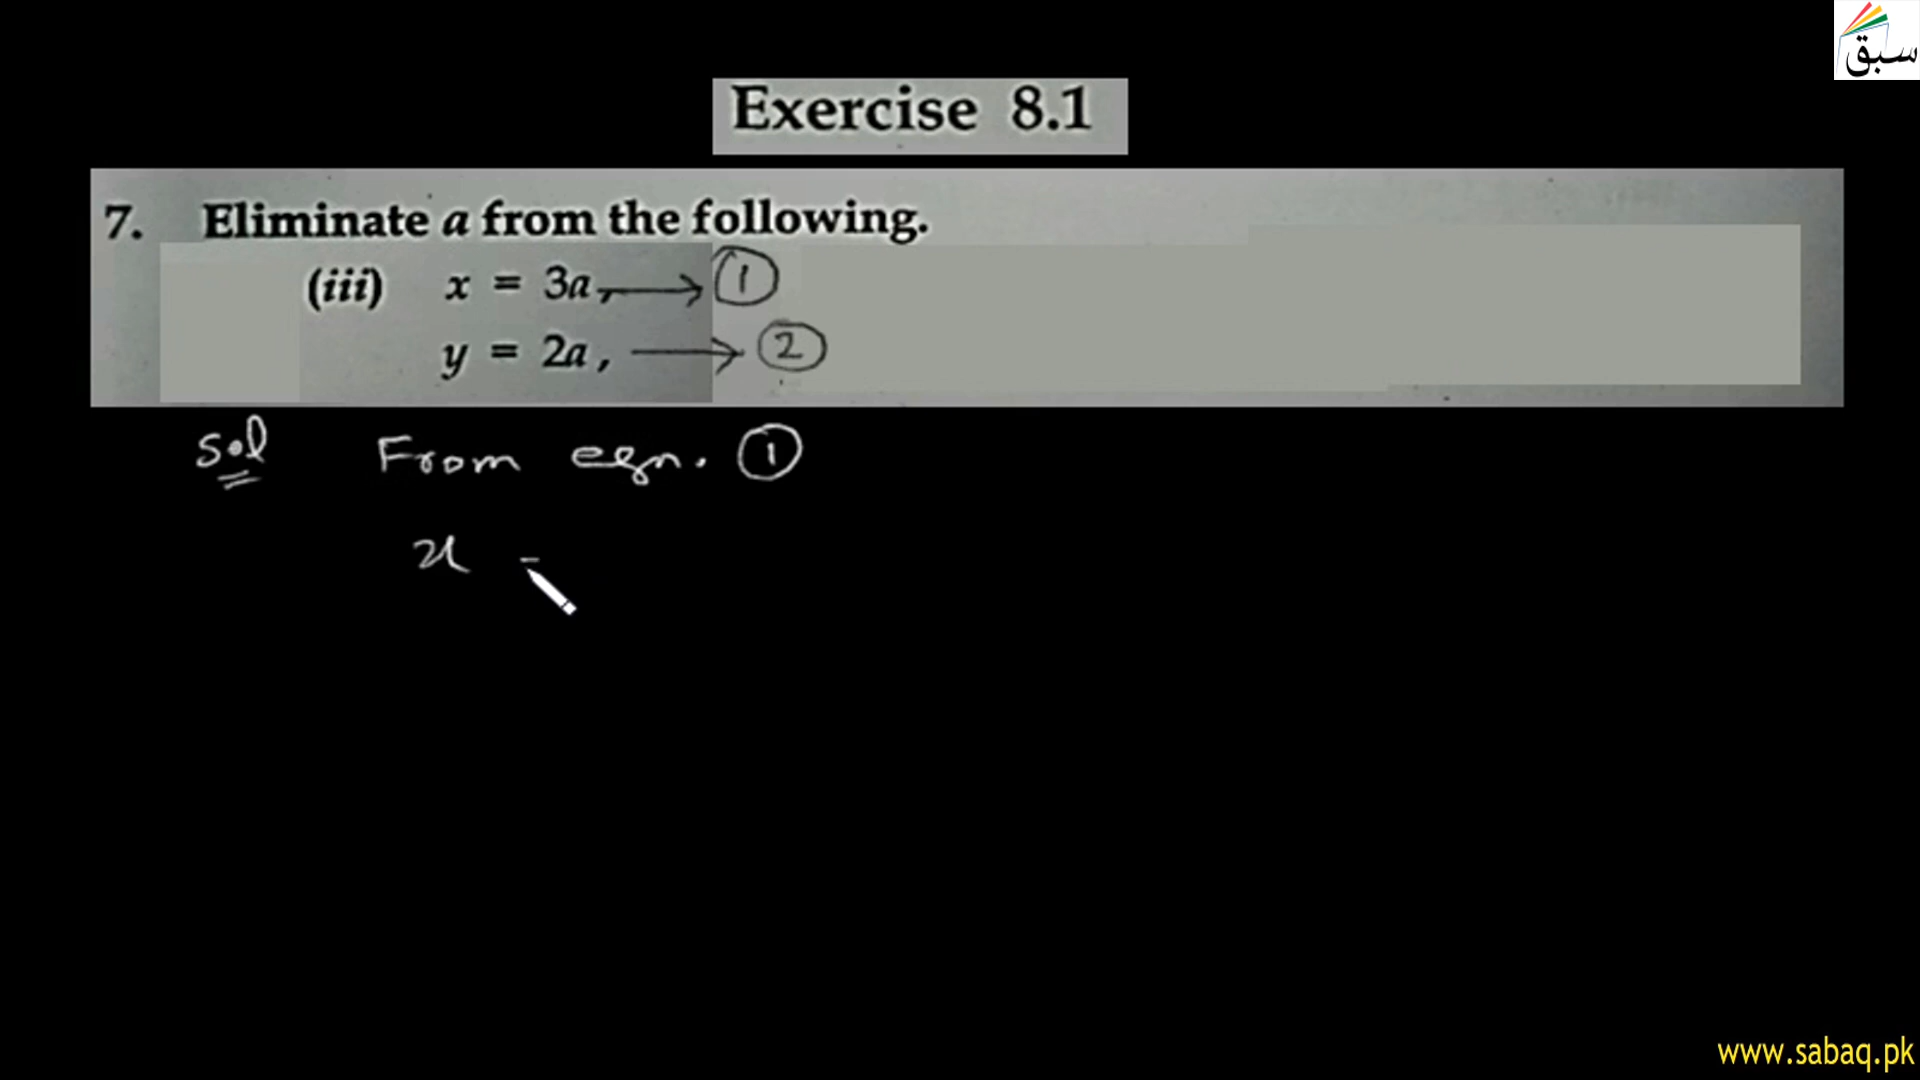 سبق
Exercise 8.1
7. Eliminate a from the following.
(iii) x = 3a, ⟶ ①
y = 2a, ⟶ ②
Sol From eqn. ①
x -
www.sabaq.pk